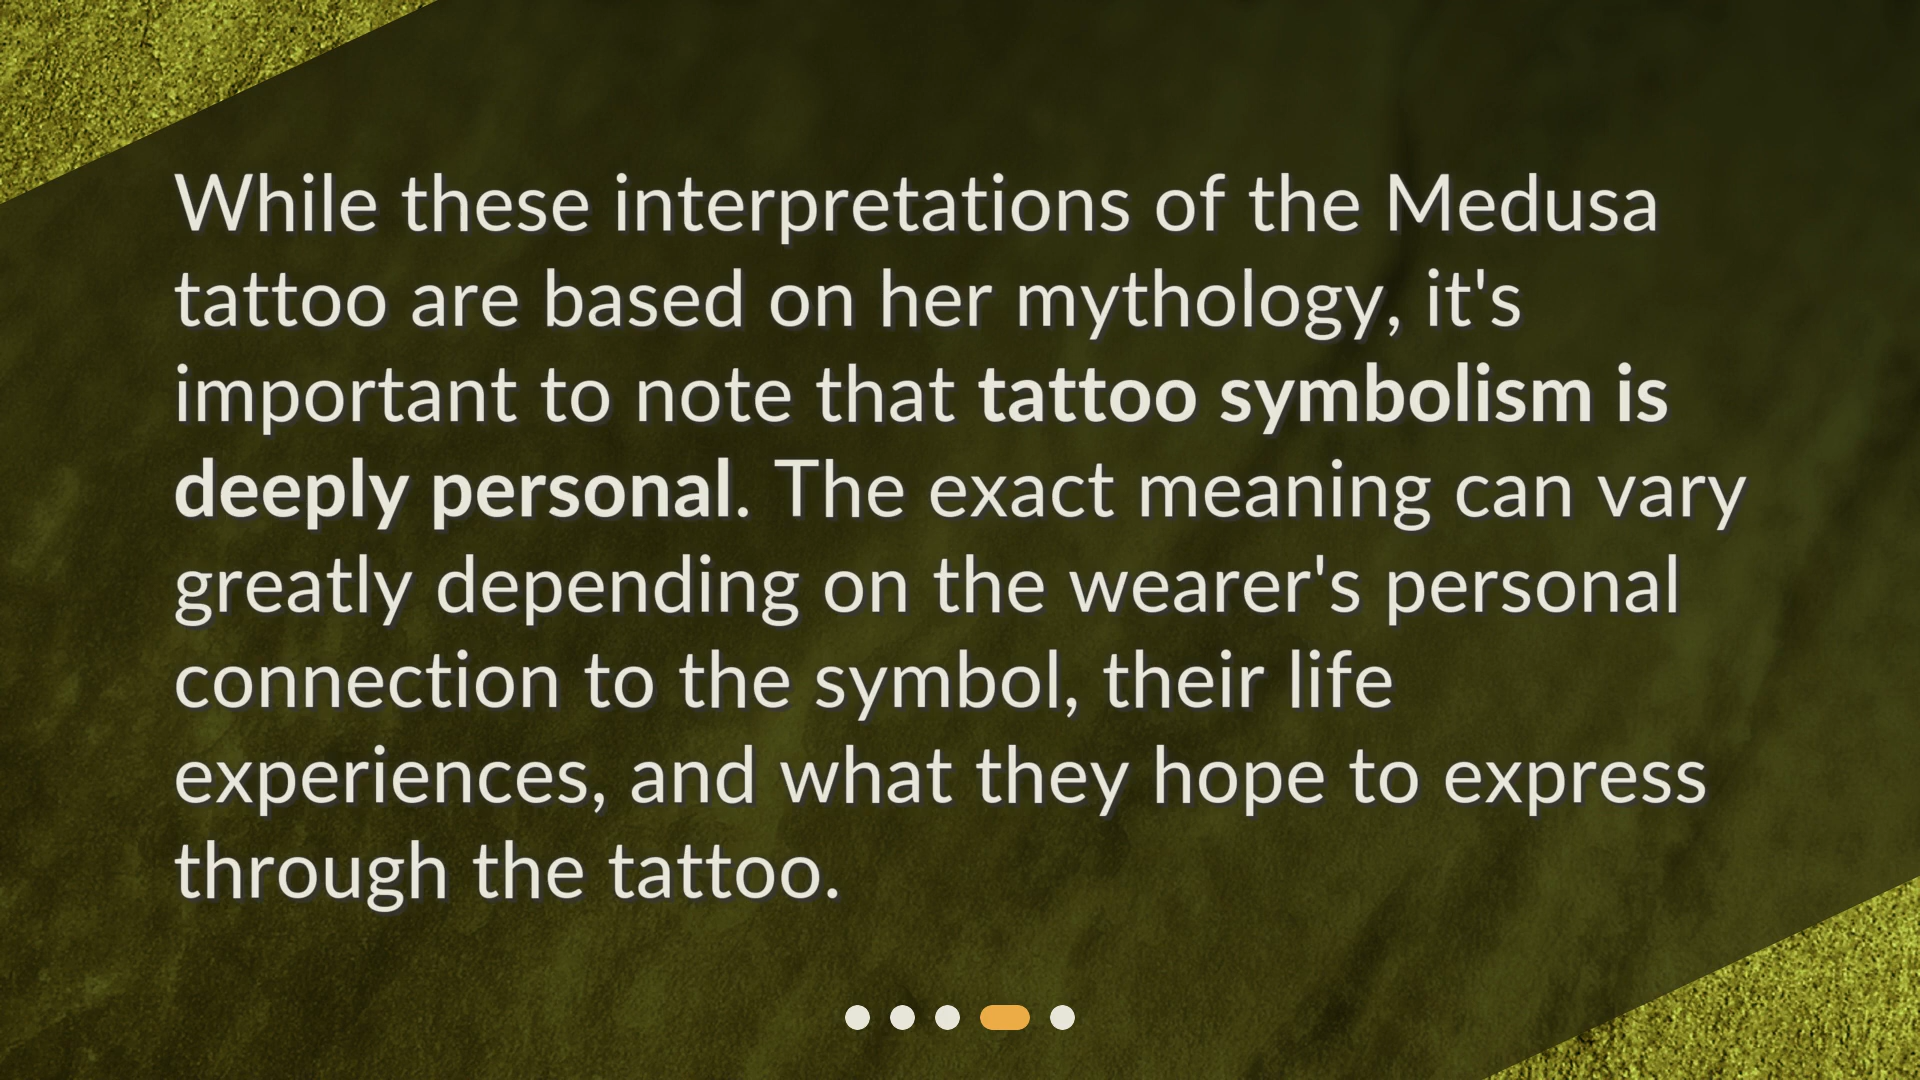 While these interpretations of the Medusa
tattoo are based on her mythology, it's
important to note that tattoo symbolism is
deeply personal. The exact meaning can vary
greatly depending on the wearer's personal
connection to the symbol, their life
experiences, and what they hope to express
through the tattoo.